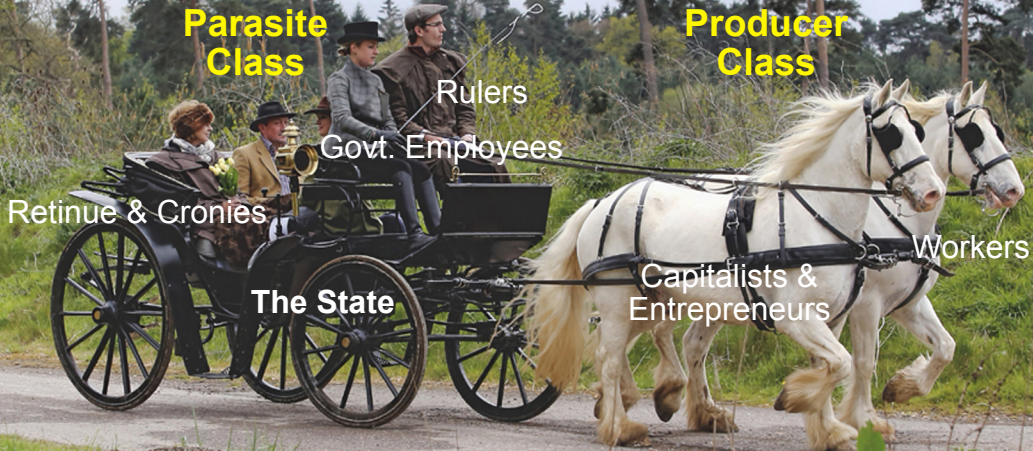 Parasite
Class
Producer
Class
Rulers
Govt. Employees
Retinue & Cronies
Workers
Capitalists &
Entrepreneurs
The State